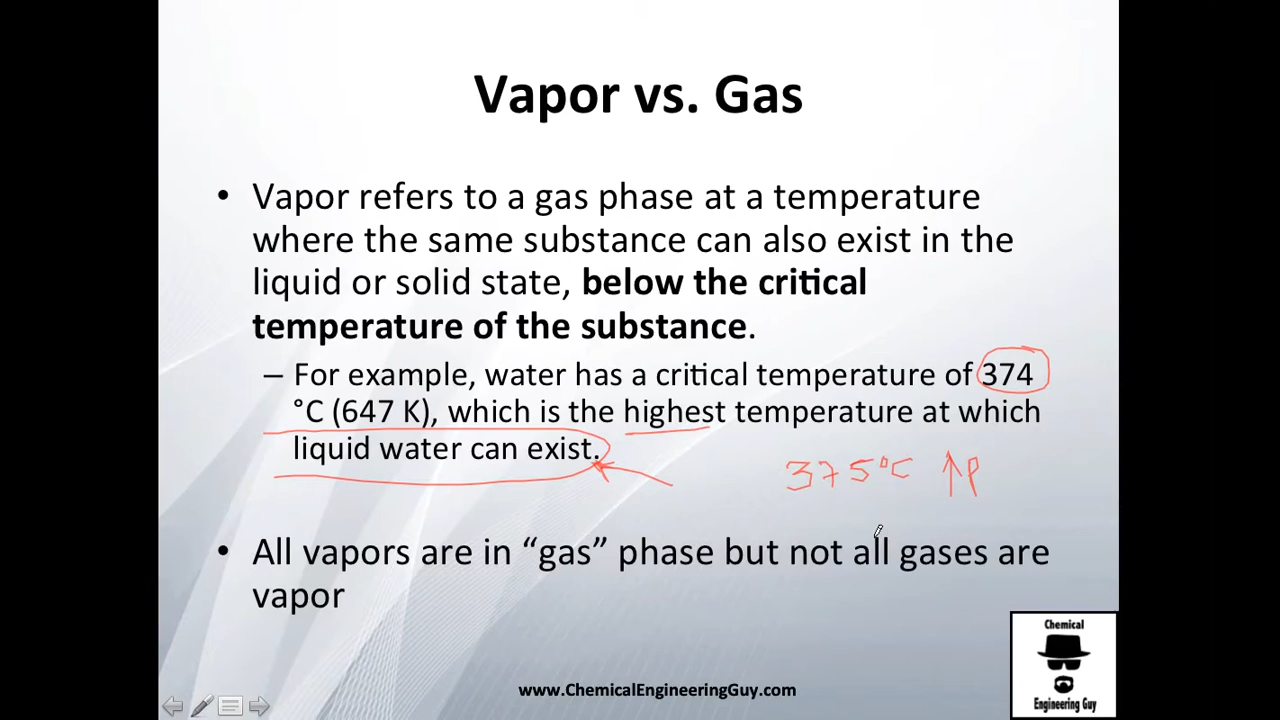 Vapor vs. Gas
• Vapor refers to a gas phase at a temperature
where the same substance can also exist in the
liquid or solid state, below the critical
temperature of the substance.
– For example, water has a critical temperature of 374
°C (647 K), which is the highest temperature at which
liquid water can exist.
375°C ↑P
• All vapors are in “gas” phase but not all gases are
vapor
Chemical
Engineering Guy
www.ChemicalEngineeringGuy.com